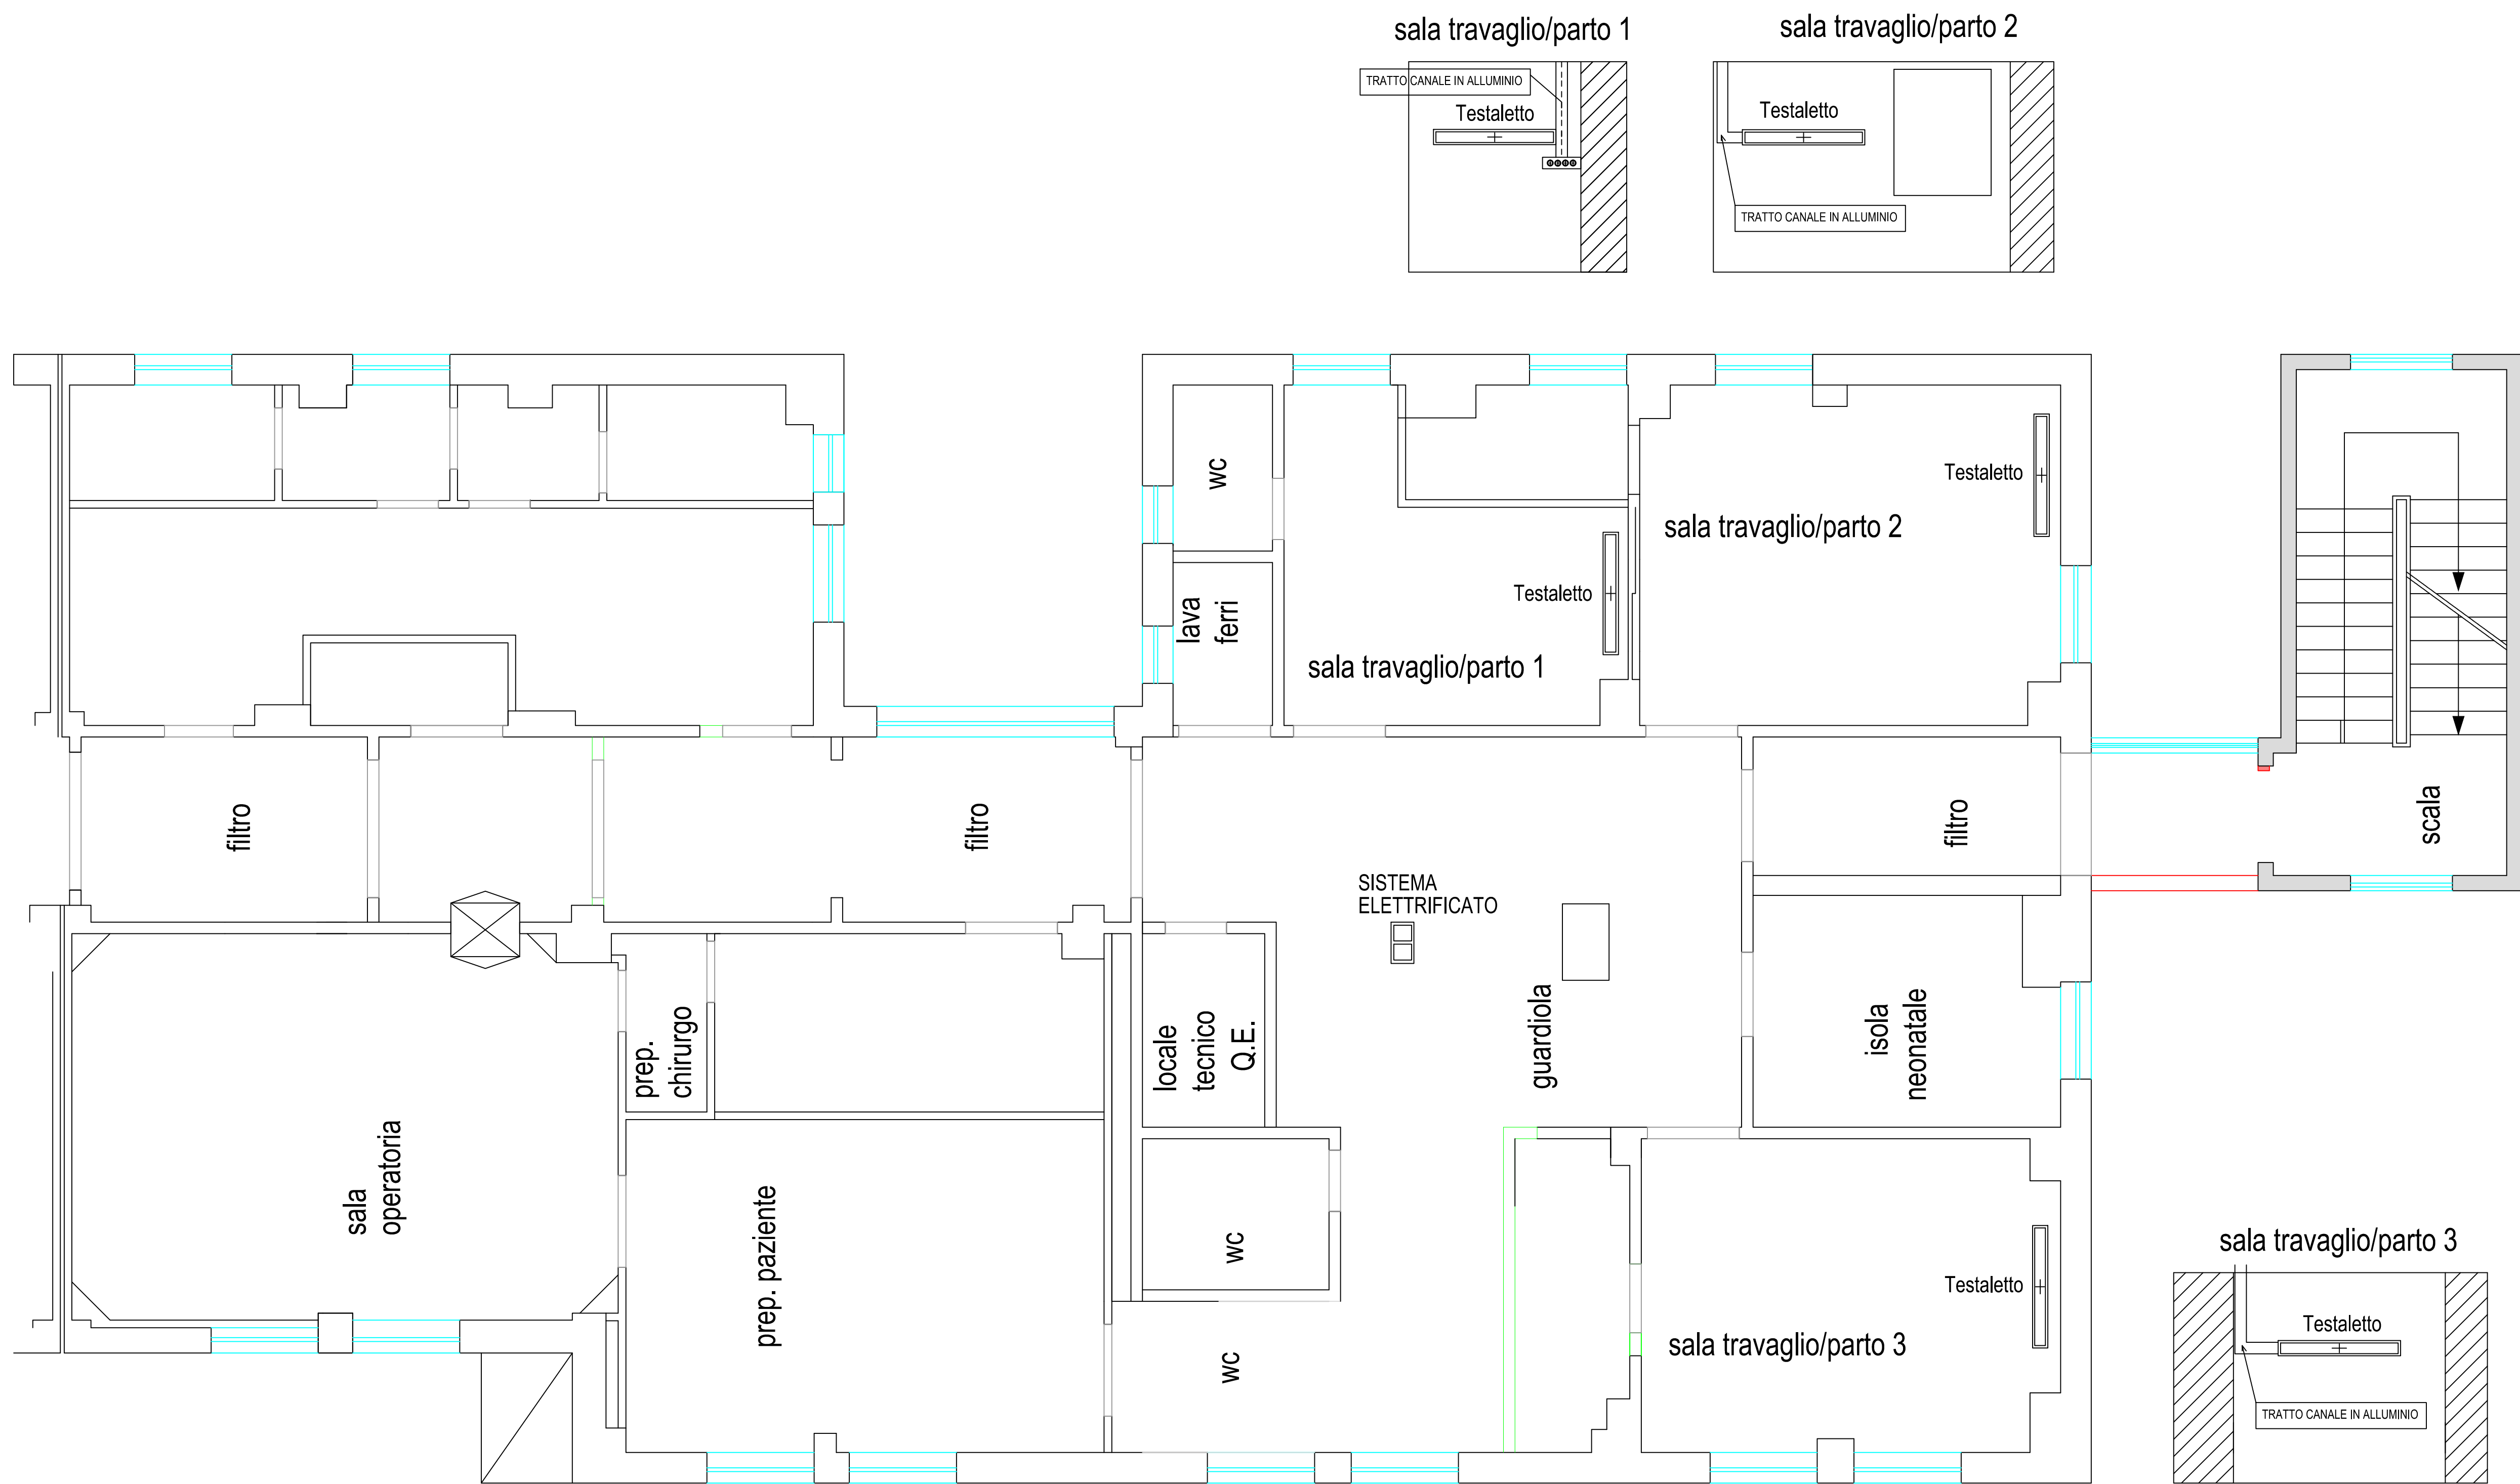 sala travaglio/parto 1
sala travaglio/parto 2
TRATTO CANALE IN ALLUMINIO
Testaletto
Testaletto
TRATTO CANALE IN ALLUMINIO
wc
Testaletto
sala travaglio/parto 2
lava
ferri
Testaletto
sala travaglio/parto 1
filtro
filtro
filtro
scala
SISTEMA
ELETTRIFICATO
prep.
chirurgo
locale
tecnico
Q.E.
guardiola
isola
neonatale
sala
operatoria
prep. paziente
wc
wc
Testaletto
sala travaglio/parto 3
sala travaglio/parto 3
Testaletto
TRATTO CANALE IN ALLUMINIO